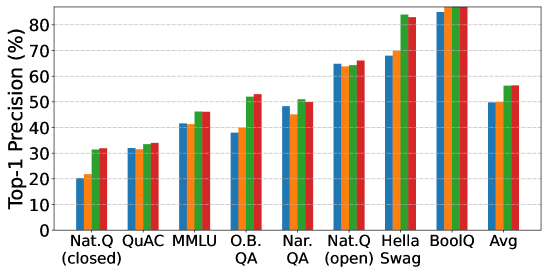 Top-1 Precision (%)
80
70
60
50
40
30
20
10
0
Nat.Q
(closed)
QuAC
MMLU
O.B.
QA
Nar.
QA
Nat.Q
(open)
Hella
Swag
BoolQ
Avg